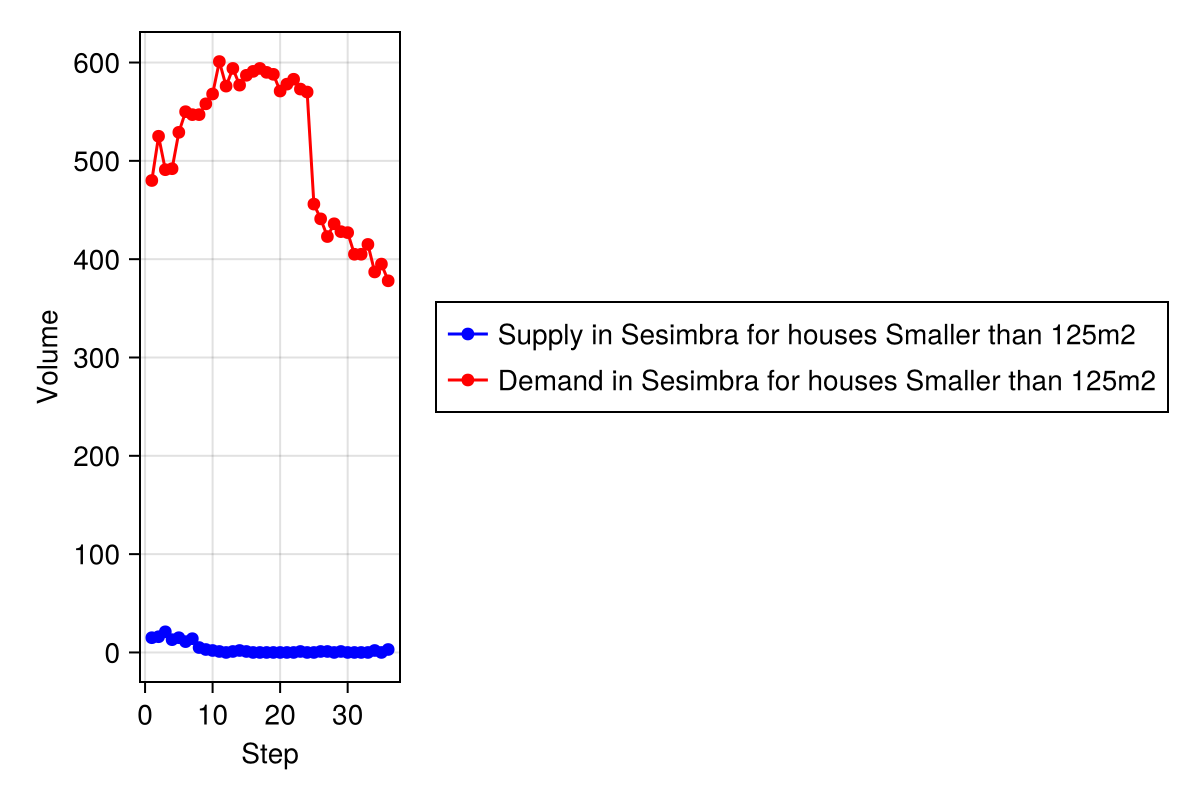 600
500
400
300
200
100
0
Volume
0 10 20 30
Step
Supply in Sesimbra for houses Smaller than 125m2
Demand in Sesimbra for houses Smaller than 125m2